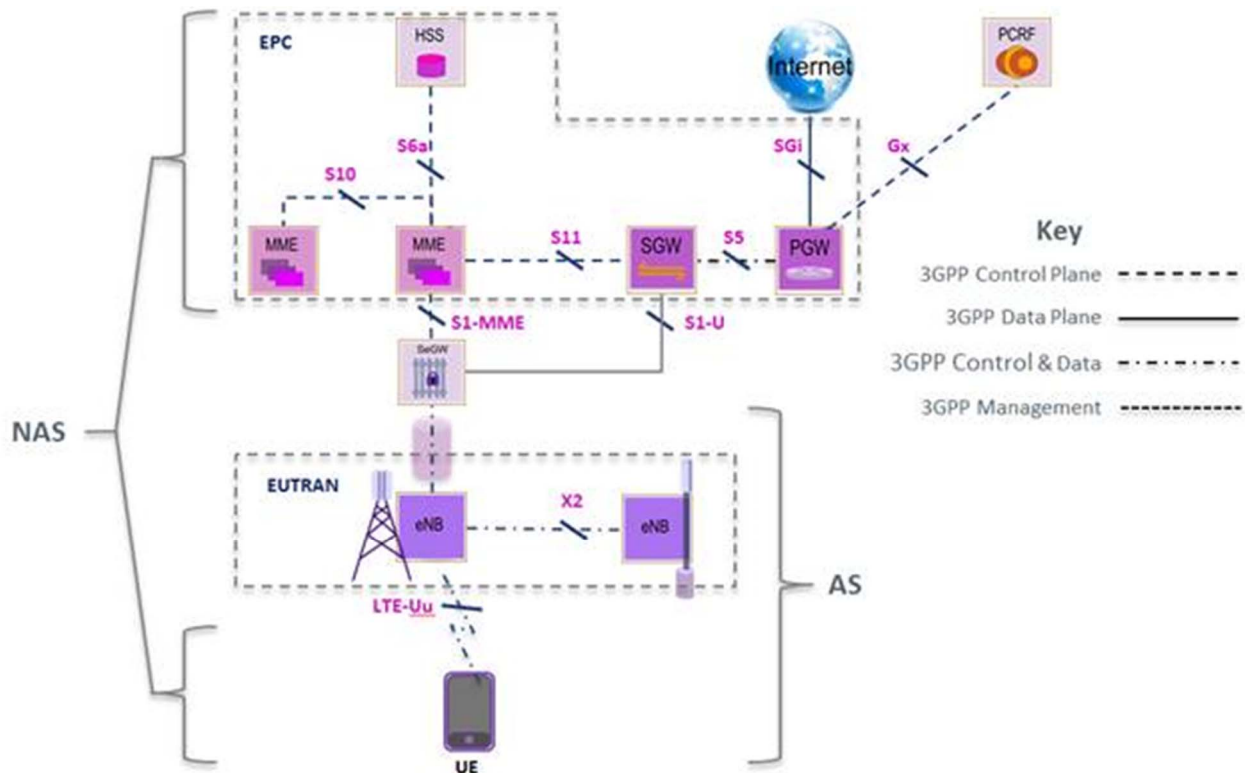 EPC
HSS
Internet
PCRF
S6a
SGi
Gx
S10
MME
MME
S11
SGW
S5
PGW
Key
3GPP Control Plane
3GPP Data Plane
3GPP Control & Data
3GPP Management
S1-MME
S1-U
SeGW
NAS
EUTRAN
eNB
X2
eNB
AS
LTE-Uu
UE